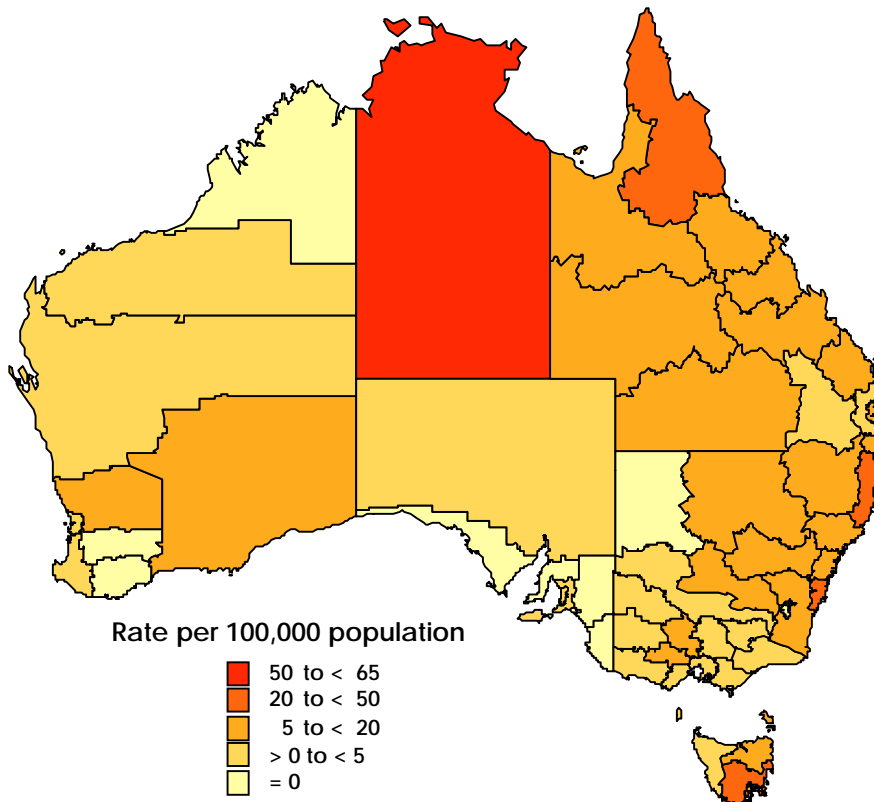 Rate per 100,000 population
50 to < 65
20 to < 50
5 to < 20
> 0 to < 5
= 0